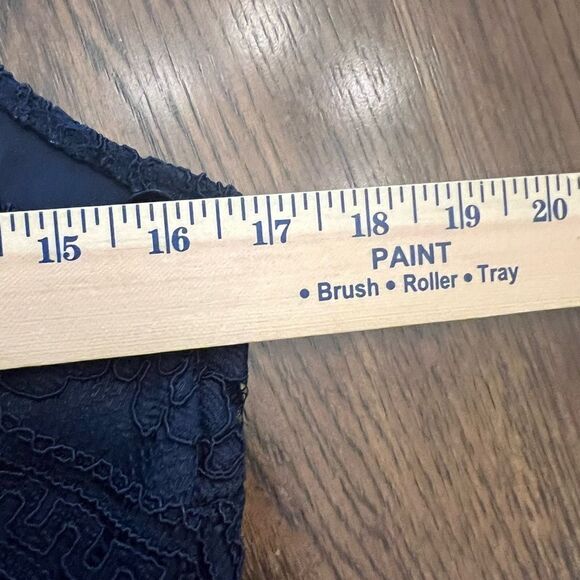 15 16 17 18 19 20
PAINT
• Brush • Roller • Tray